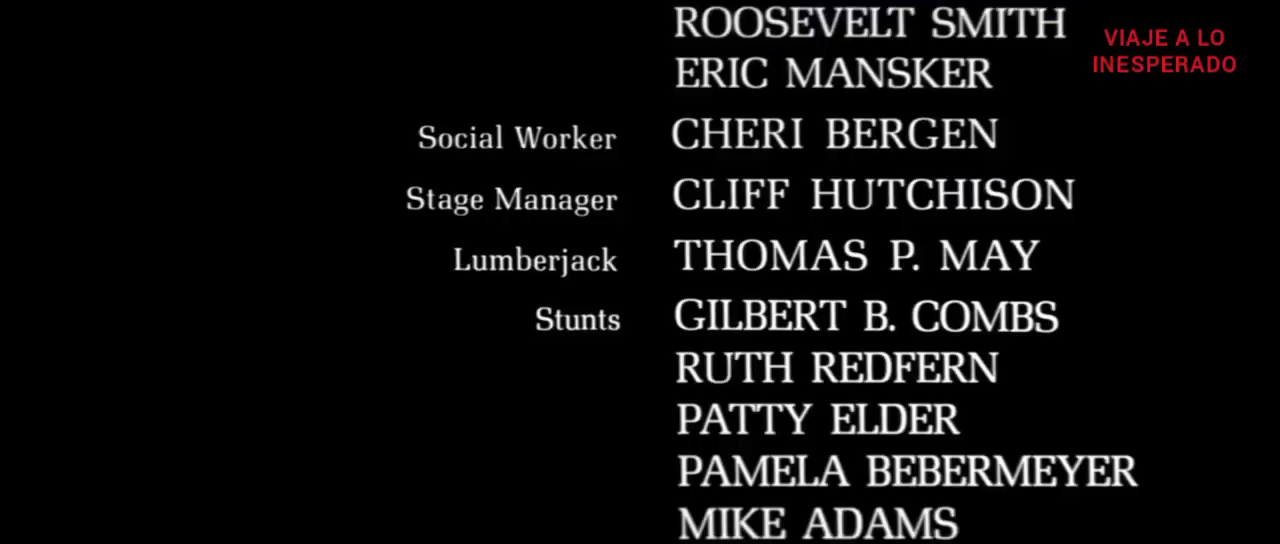 ROOSEVELT SMITH
VIAJE A LO
INESPERADO
ERIC MANSKER
Social Worker CHERI BERGEN
Stage Manager CLIFF HUTCHISON
Lumberjack THOMAS P. MAY
Stunts GILBERT B. COMBS
RUTH REDFERN
PATTY ELDER
PAMELA BEBERMEYER
MIKE ADAMS